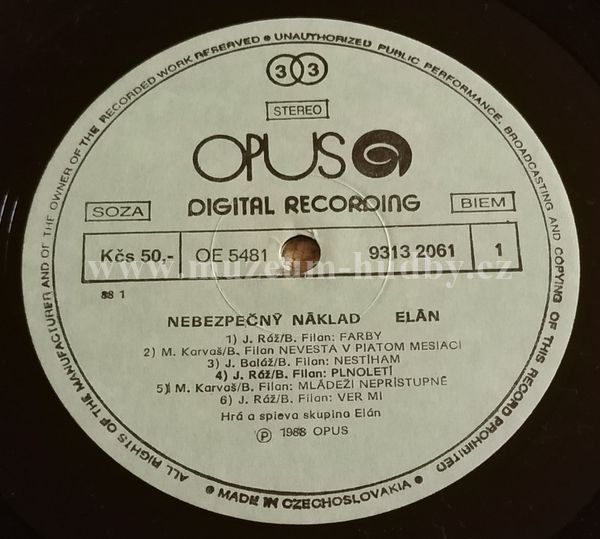 ALL RIGHTS OF THE MANUFACTURER AND OF THE OWNER OF THE RECORDED WORK RESERVED • UNAUTHORIZED PUBLIC PERFORMANCE, BROADCASTING AND COPYING OF THIS RECORD PROHIBITED • MADE IN CZECHOSLOVAKIA •
33
STEREO
OPUS
SOZA DIGITAL RECORDING BIEM
Kčs 50,- OE 5481 9313 2061 1
www.muzeum-hudby.cz
88 1
NEBEZPEČNÝ NÁKLAD ELÁN
1) J. Ráž/B. Filan: FARBY
2) M. Karvaš/B. Filan NEVESTA V PIATOM MESIACI
3) J. Baláž/B. Filan: NESTÍHAM
4) J. Ráž/B. Filan: PLNOLETÍ
5) M. Karvaš/B. Filan: MLÁDEŽI NEPRÍSTUPNÉ
6) J. Ráž/B. Filan: VER MI
Hrá a spieva skupina Elán
Ⓟ 1988 OPUS